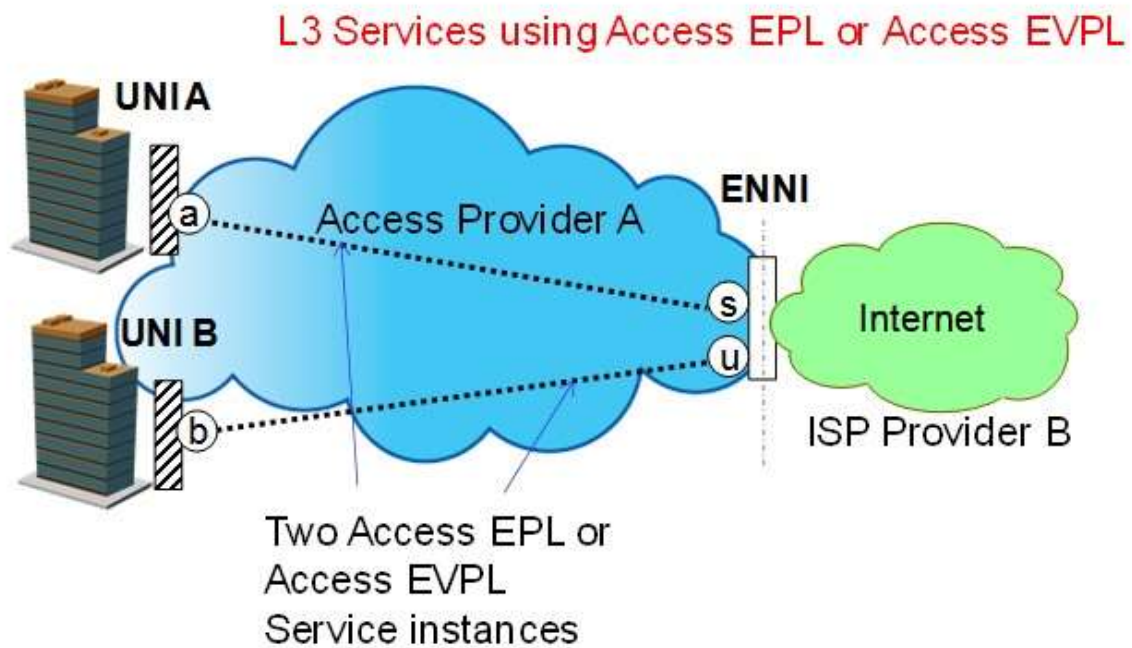 L3 Services using Access EPL or Access EVPL
UNI A
a
Access Provider A
ENNI
s
Internet
UNI B
u
b
ISP Provider B
Two Access EPL or
Access EVPL
Service instances